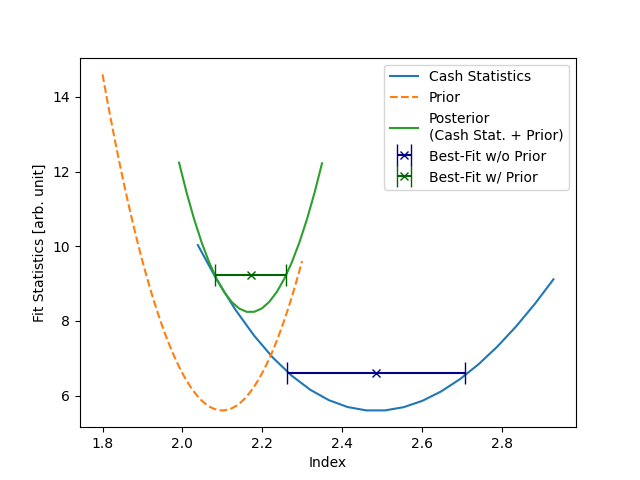 Fit Statistics [arb. unit]
14
12
10
8
6
1.8 2.0 2.2 2.4 2.6 2.8
Index
Cash Statistics
Prior
Posterior
(Cash Stat. + Prior)
Best-Fit w/o Prior
Best-Fit w/ Prior